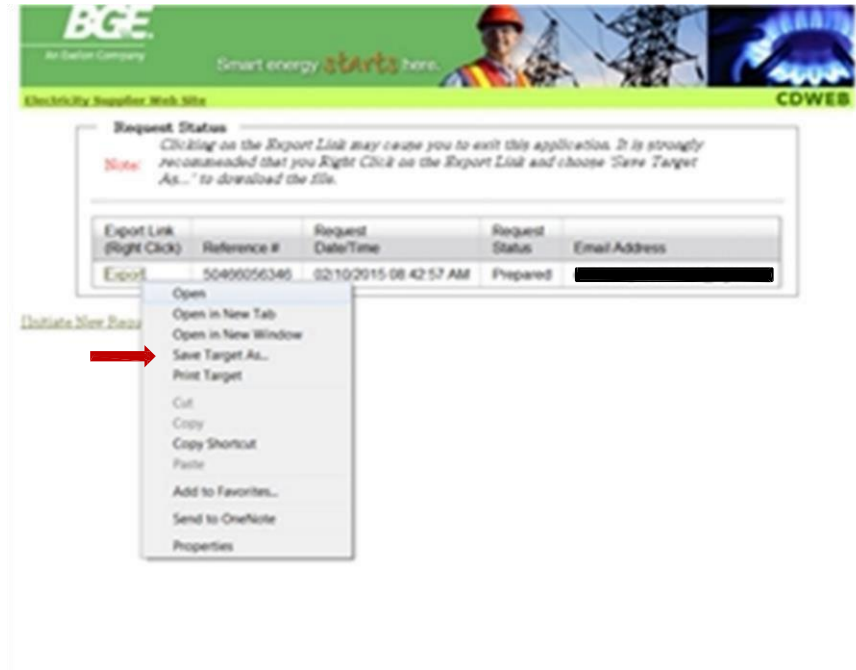 BGE.
An Exelon Company
Smart energy starts here.
Electricity Supplier Web Site
CDWEB
Request Status
Note: Clicking on the Export Link may cause you to exit this application. It is strongly
recommended that you Right Click on the Export Link and choose 'Save Target
As...' to download the file.
Export Link
(Right Click)
Reference #
Request
Date/Time
Request
Status
Email Address
Export
50466056346
02/10/2015 08:42:57 AM
Prepared
Initiate New Requ
Open
Open in New Tab
Open in New Window
Save Target As...
Print Target
Cut
Copy
Copy Shortcut
Paste
Add to Favorites...
Send to OneNote
Properties